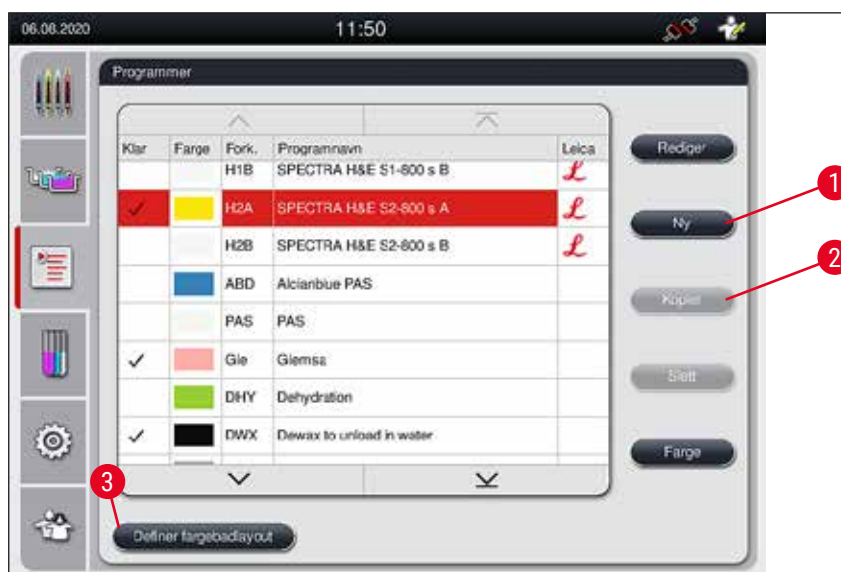 06.06.2020 11:50
Programmer
Klar Farge Fork. Programnavn Leica
H1B SPECTRA H&E S1-600 s B
H2A SPECTRA H&E S2-600 s A
H2B SPECTRA H&E S2-600 s B
ABD Alcianblue PAS
PAS PAS
Gie Giemsa
DHY Dehydration
DWX Dewax to unload in water
Rediger
Ny
Kopier
Slett
Farge
Definer fargebadlayout
1
2
3